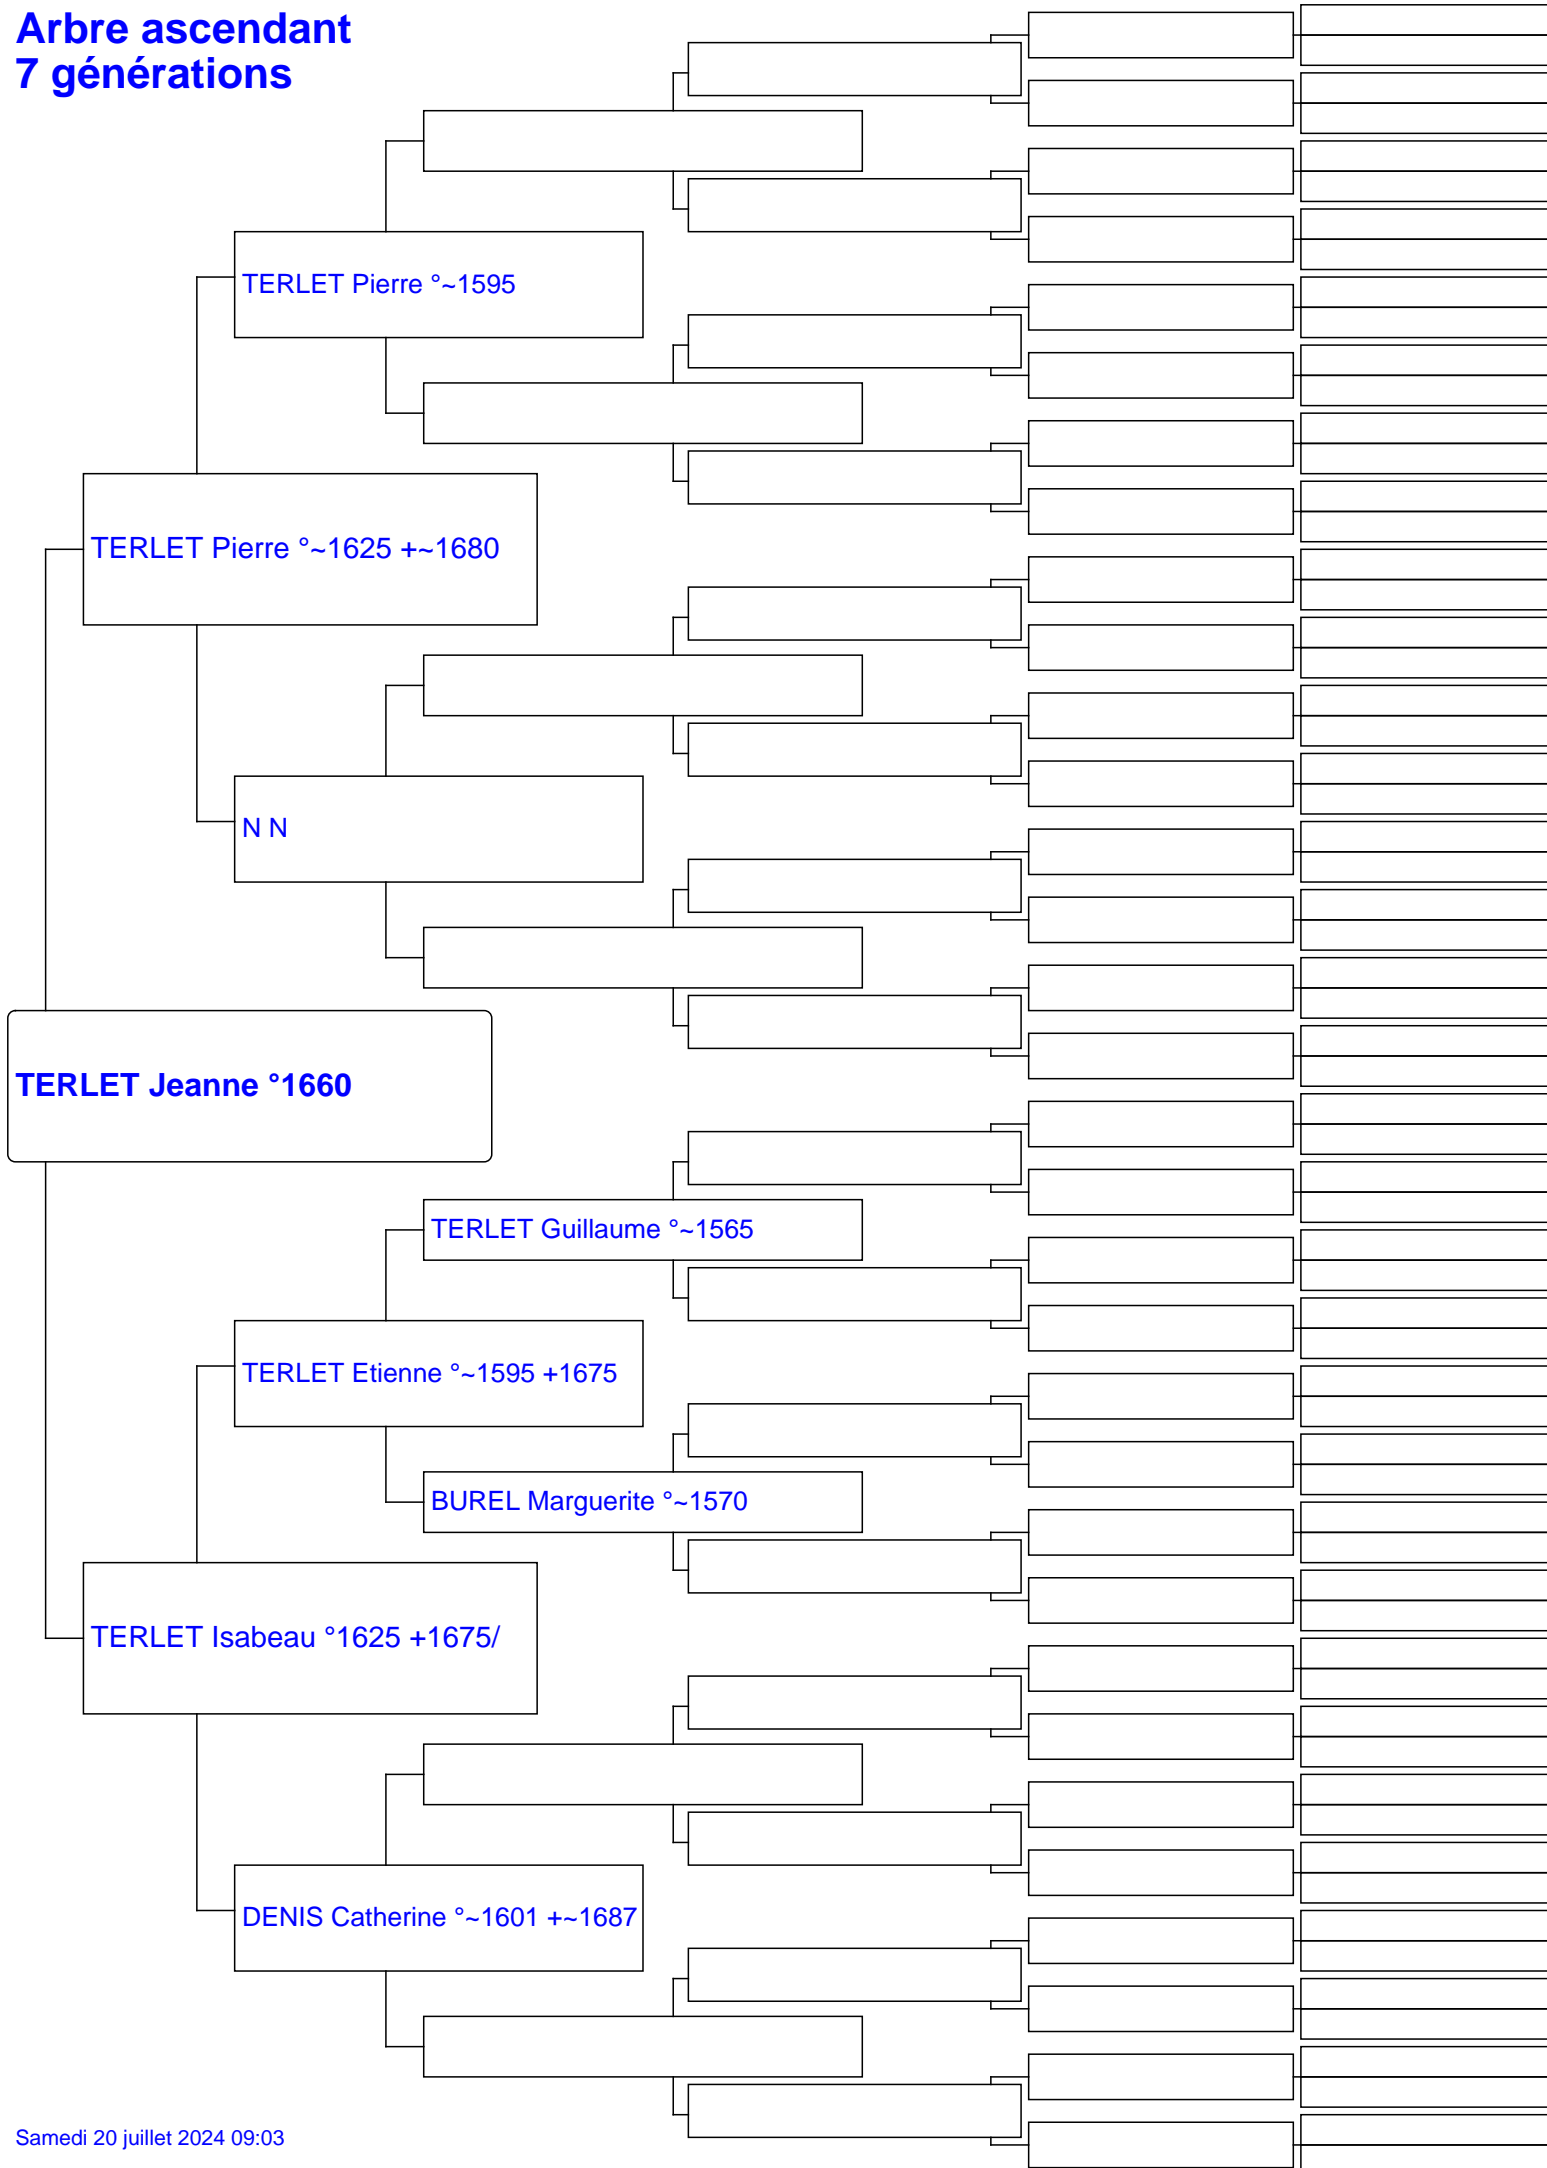 Arbre ascendant
7 générations
TERLET Pierre °~1595
TERLET Pierre °~1625 +~1680
N N
TERLET Jeanne °1660
TERLET Guillaume °~1565
TERLET Etienne °~1595 +1675
BUREL Marguerite °~1570
TERLET Isabeau °1625 +1675/
DENIS Catherine °~1601 +~1687
Samedi 20 juillet 2024 09:03